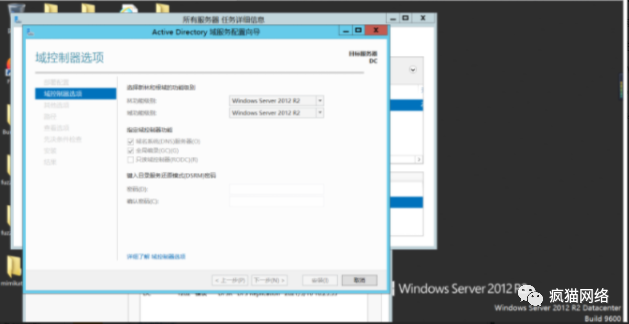 所有服务器 任务详细信息
Active Directory 域服务配置向导
域控制器选项
目标服务器
DC
部署配置
域控制器选项
其他选项
路径
查看选项
先决条件检查
安装
结果
选择新林和根域的功能级别
林功能级别:
Windows Server 2012 R2
域功能级别:
Windows Server 2012 R2
指定域控制器功能
域名系统(DNS)服务器(O)
全局编录(GC)(G)
只读域控制器(RODC)(R)
键入目录服务还原模式(DSRM)密码
密码(D):
确认密码(C):
详细了解 域控制器选项
< 上一步(P)
下一步(N) >
安装(I)
取消
Windows Server 2012 R2
疯猫网络
Windows Server 2012 R2 Datacenter
Build 9600